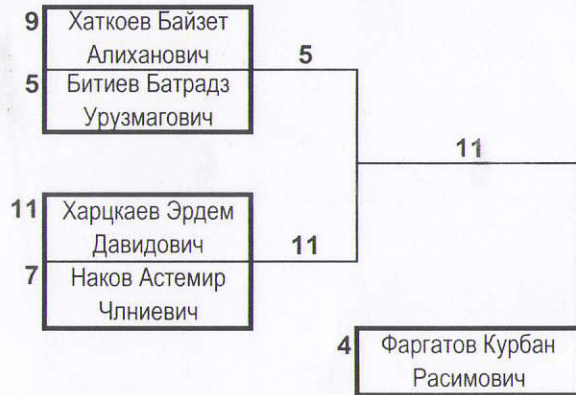 9 Хаткоев Байзет
Алиханович
5
5 Битиев Батрадз
Урузмагович
11
11 Харцкаев Эрдем
Давидович
11
7 Наков Астемир
Члниевич
4 Фаргатов Курбан
Расимович